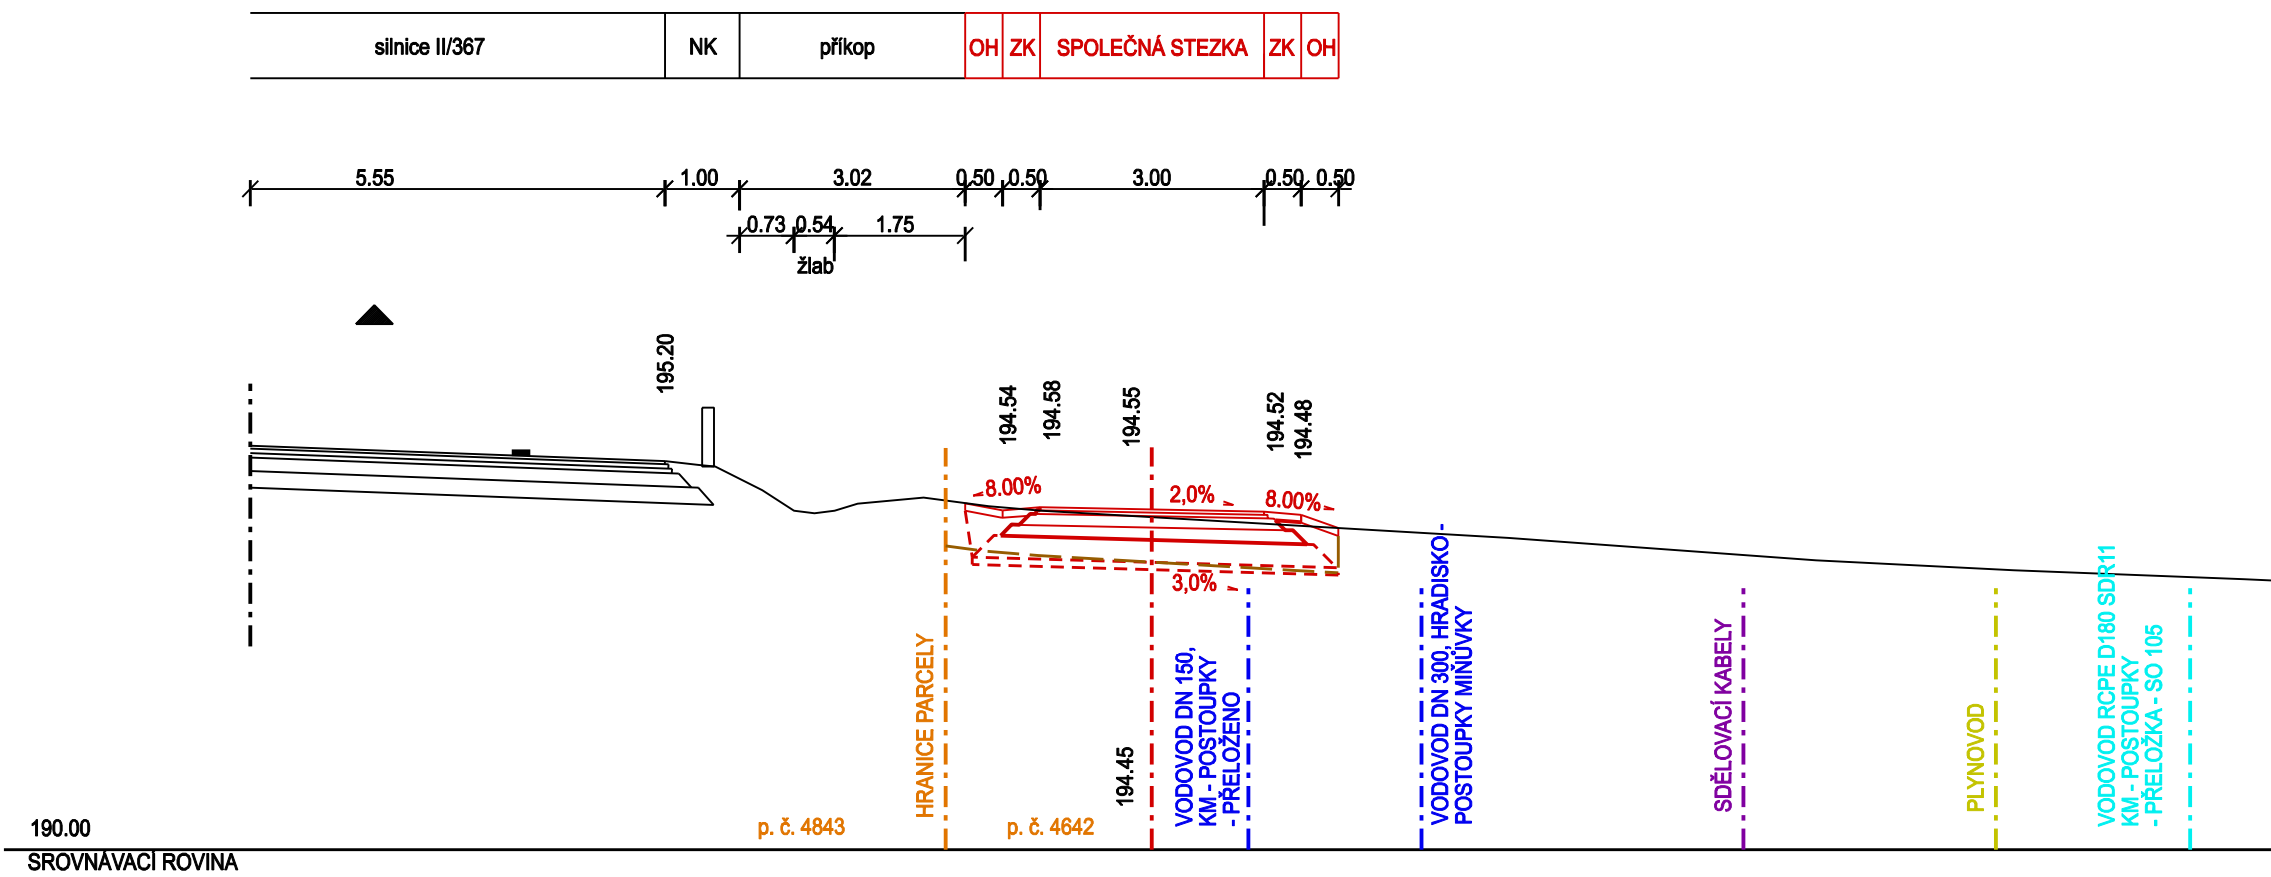 silnice II/367
NK
příkop
OH
ZK
SPOLEČNÁ STEZKA
ZK
OH
5.55
1.00
3.02
0.50
0.50
3.00
0.50
0.50
0.73
0.54
1.75
žlab
195.20
194.54
194.58
194.55
194.52
194.48
8.00%
2,0%
8.00%
3,0%
HRANICE PARCELY
194.45
VODOVOD DN 150,
KM - POSTOUPKY
- PŘELOŽENO
VODOVOD DN 300, HRADISKO -
POSTOUPKY MIŇŮVKY
SDĚLOVACÍ KABELY
PLYNOVOD
VODOVOD RCPE D180 SDR11
KM - POSTOUPKY
- PŘELOŽKA - SO 105
p. č. 4843
p. č. 4642
190.00
SROVNÁVACÍ ROVINA